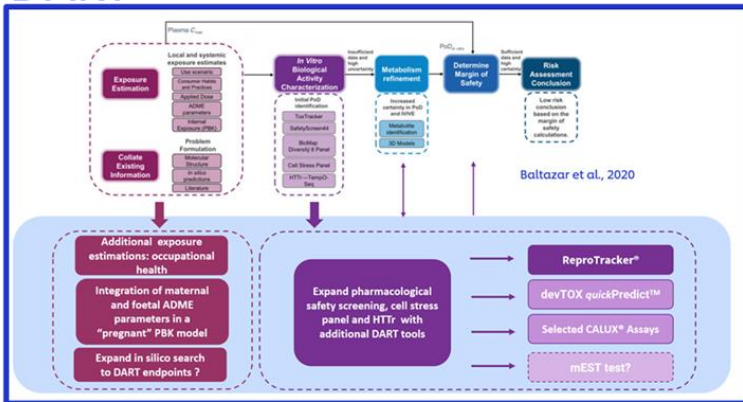 Plasma Cmax
Local and systemic
exposure estimates
Exposure
Estimation
Use scenario
Consumer Habits
and Practices
Applied Dose
ADME
parameters
Internal
Exposure (PBK)
Problem
Formulation
Collate
Existing
Information
Molecular
Structure
In silico
predictions
Literature
In Vitro
Biological
Activity
Characterization
Initial PoD
identification
ToxTracker
SafetyScreen44
BioMap
Diversity 8 Panel
Cell Stress Panel
HTTr – TempO-
Seq
Insufficient
data and
high
uncertainty
Metabolism
refinement
Increased
certainty in PoD
and IVIVE
Metabolite
identification
3D Models
Determine
Margin of
Safety
Sufficient
data and
high
certainty
Risk
Assessment
Conclusion
Low risk
conclusion
based on the
margin of
safety
calculations.
Baltazar et al., 2020
Additional exposure
estimations: occupational
health
Integration of maternal
and foetal ADME
parameters in a
“pregnant” PBK model
Expand in silico search
to DART endpoints ?
Expand pharmacological
safety screening, cell stress
panel and HTTr with
additional DART tools
ReproTracker®
devTOX quickPredict™
Selected CALUX® Assays
mEST test?